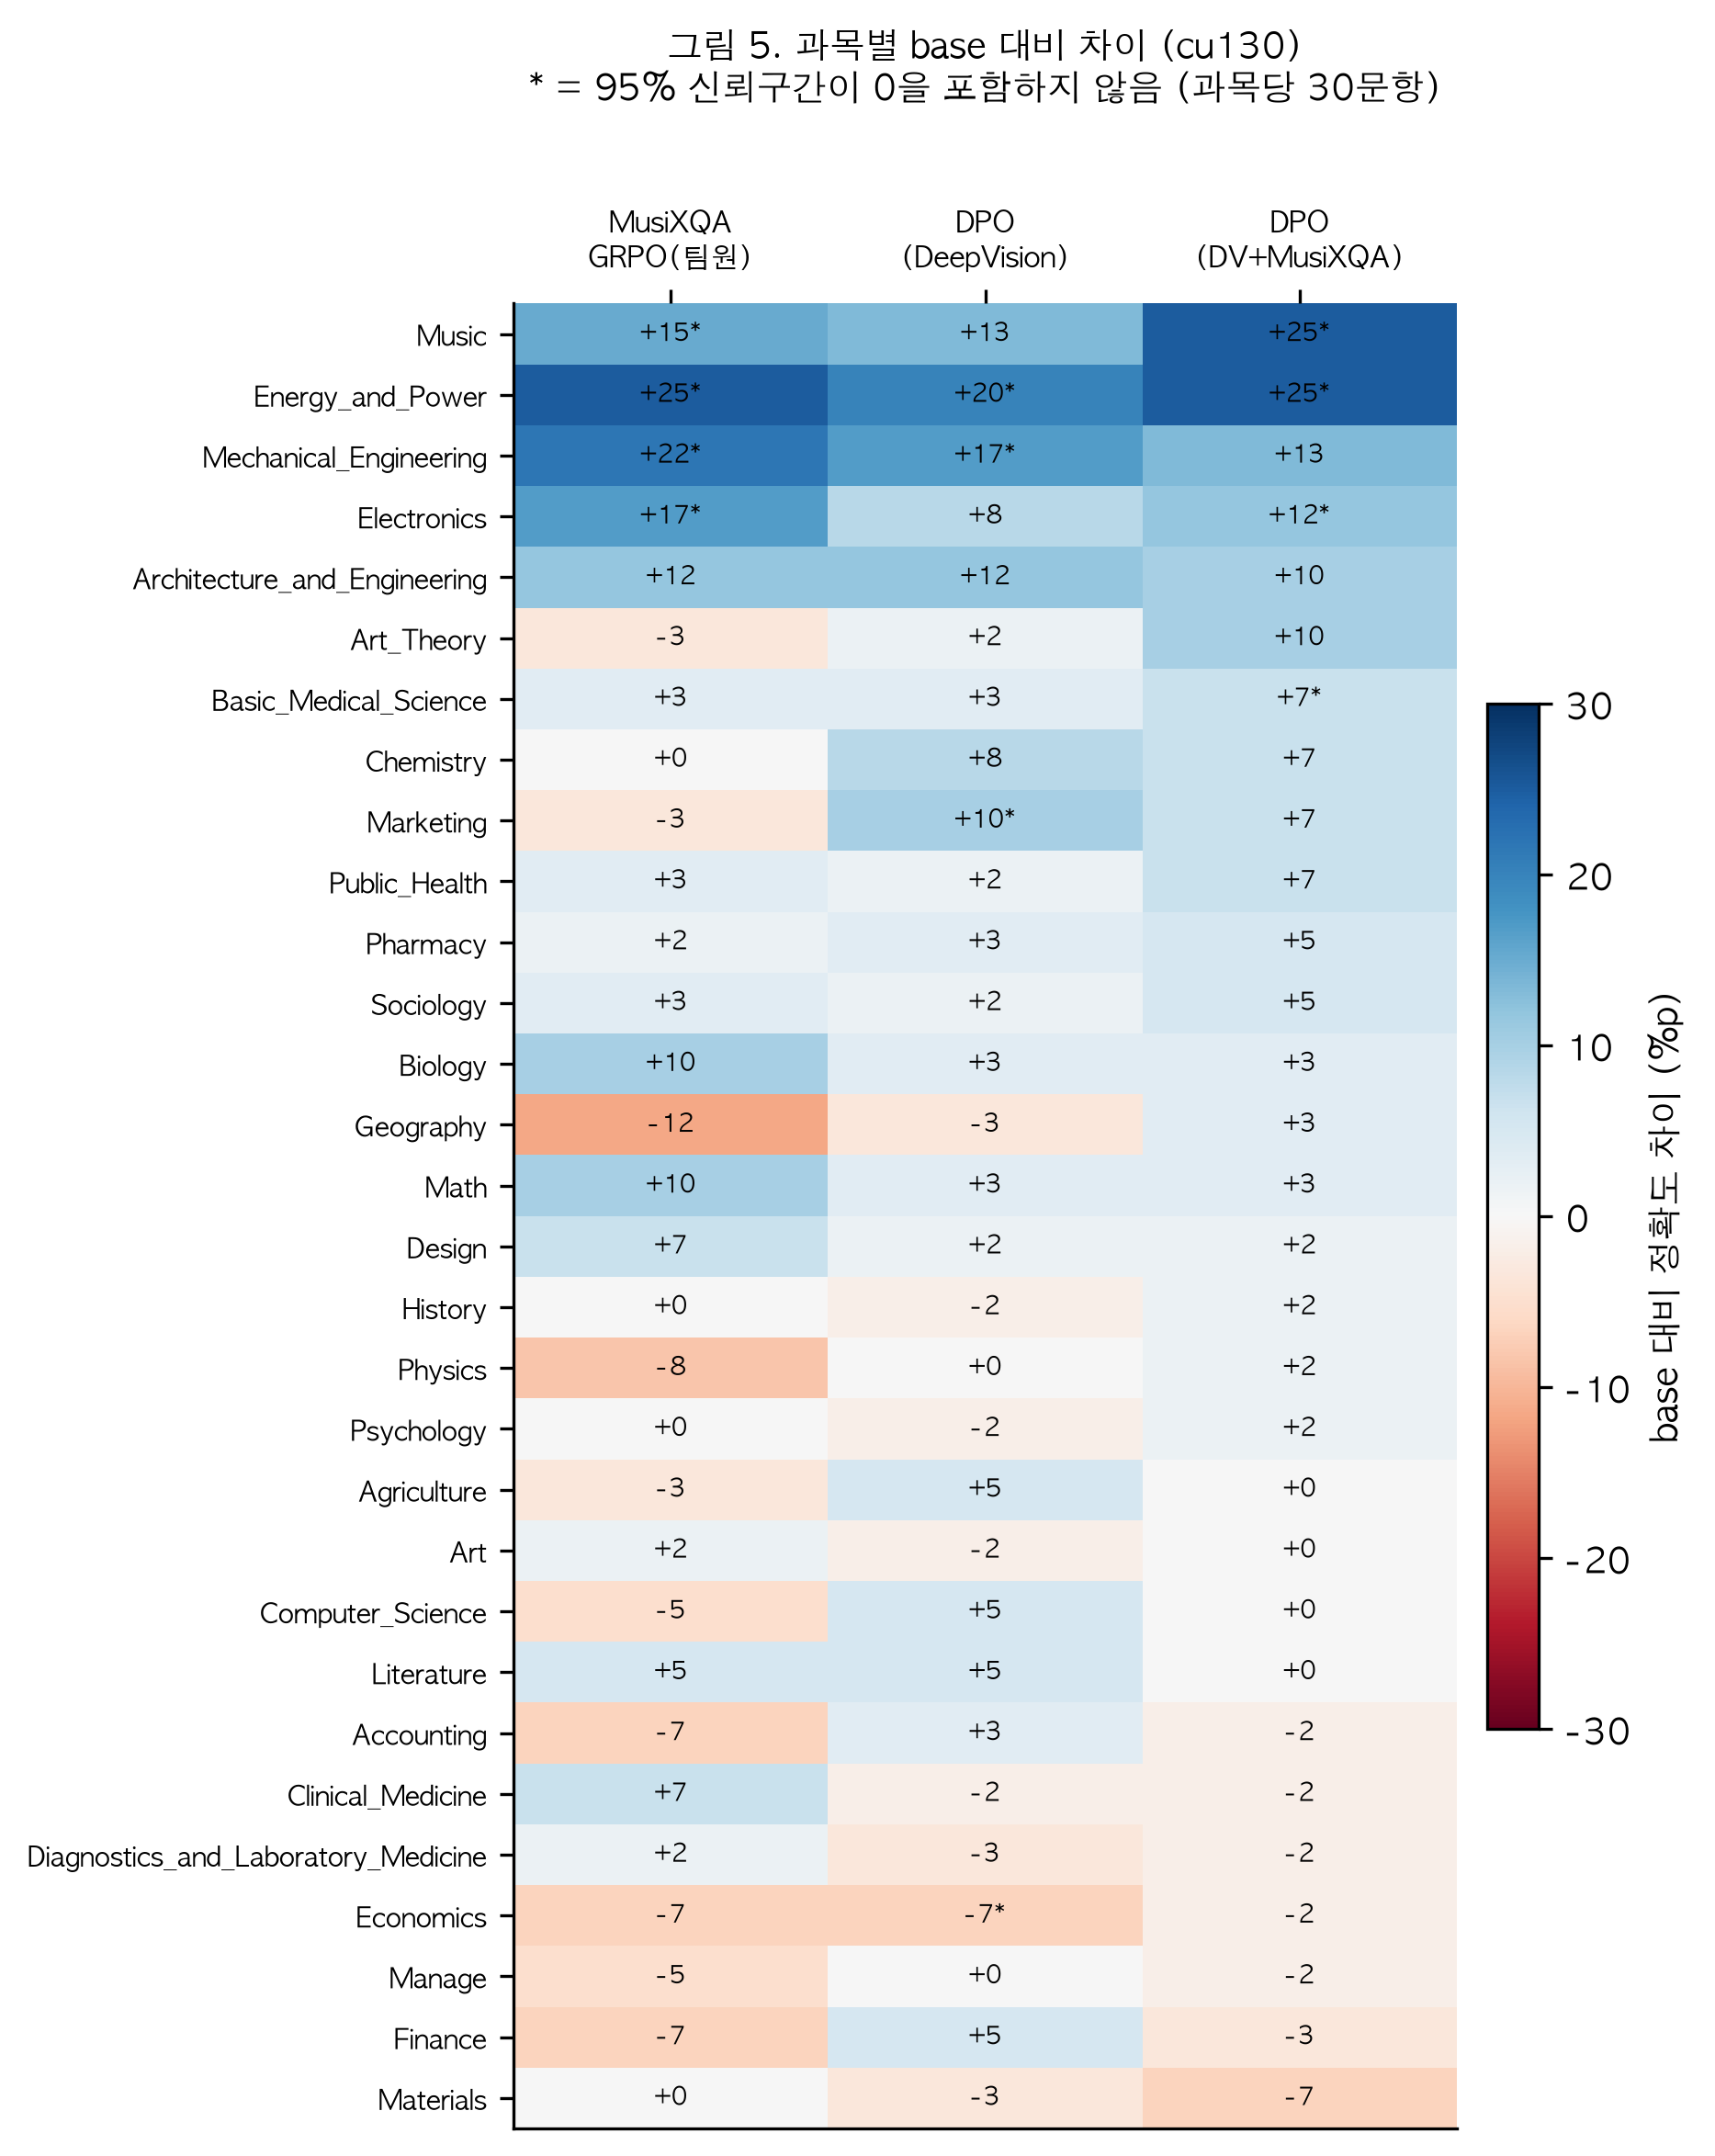 그림 5. 과목별 base 대비 차이 (cu130)
* = 95% 신뢰구간이 0을 포함하지 않음 (과목당 30문항)
MusiXQA
GRPO(팀원)
DPO
(DeepVision)
DPO
(DV+MusiXQA)
Music +15* +13 +25*
Energy_and_Power +25* +20* +25*
Mechanical_Engineering +22* +17* +13
Electronics +17* +8 +12*
Architecture_and_Engineering +12 +12 +10
Art_Theory -3 +2 +10
Basic_Medical_Science +3 +3 +7*
Chemistry +0 +8 +7
Marketing -3 +10* +7
Public_Health +3 +2 +7
Pharmacy +2 +3 +5
Sociology +3 +2 +5
Biology +10 +3 +3
Geography -12 -3 +3
Math +10 +3 +3
Design +7 +2 +2
History +0 -2 +2
Physics -8 +0 +2
Psychology +0 -2 +2
Agriculture -3 +5 +0
Art +2 -2 +0
Computer_Science -5 +5 +0
Literature +5 +5 +0
Accounting -7 +3 -2
Clinical_Medicine +7 -2 -2
Diagnostics_and_Laboratory_Medicine +2 -3 -2
Economics -7 -7* -2
Manage -5 +0 -2
Finance -7 +5 -3
Materials +0 -3 -7
30
20
10
0
-10
-20
-30
base 대비 정확도 차이 (%p)